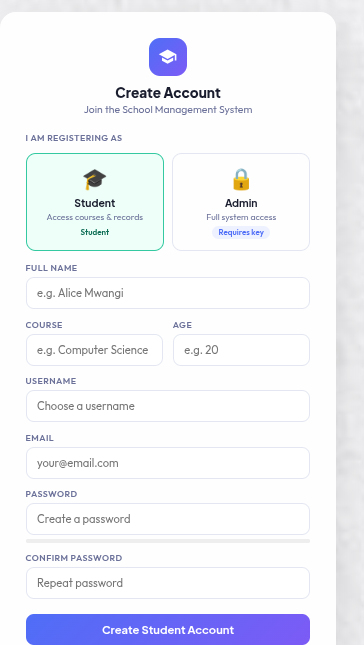 Create Account
Join the School Management System
I AM REGISTERING AS
Student
Access courses & records
Student
Admin
Full system access
Requires key
FULL NAME
e.g. Alice Mwangi
COURSE
AGE
e.g. Computer Science
e.g. 20
USERNAME
Choose a username
EMAIL
your@email.com
PASSWORD
Create a password
CONFIRM PASSWORD
Repeat password
Create Student Account